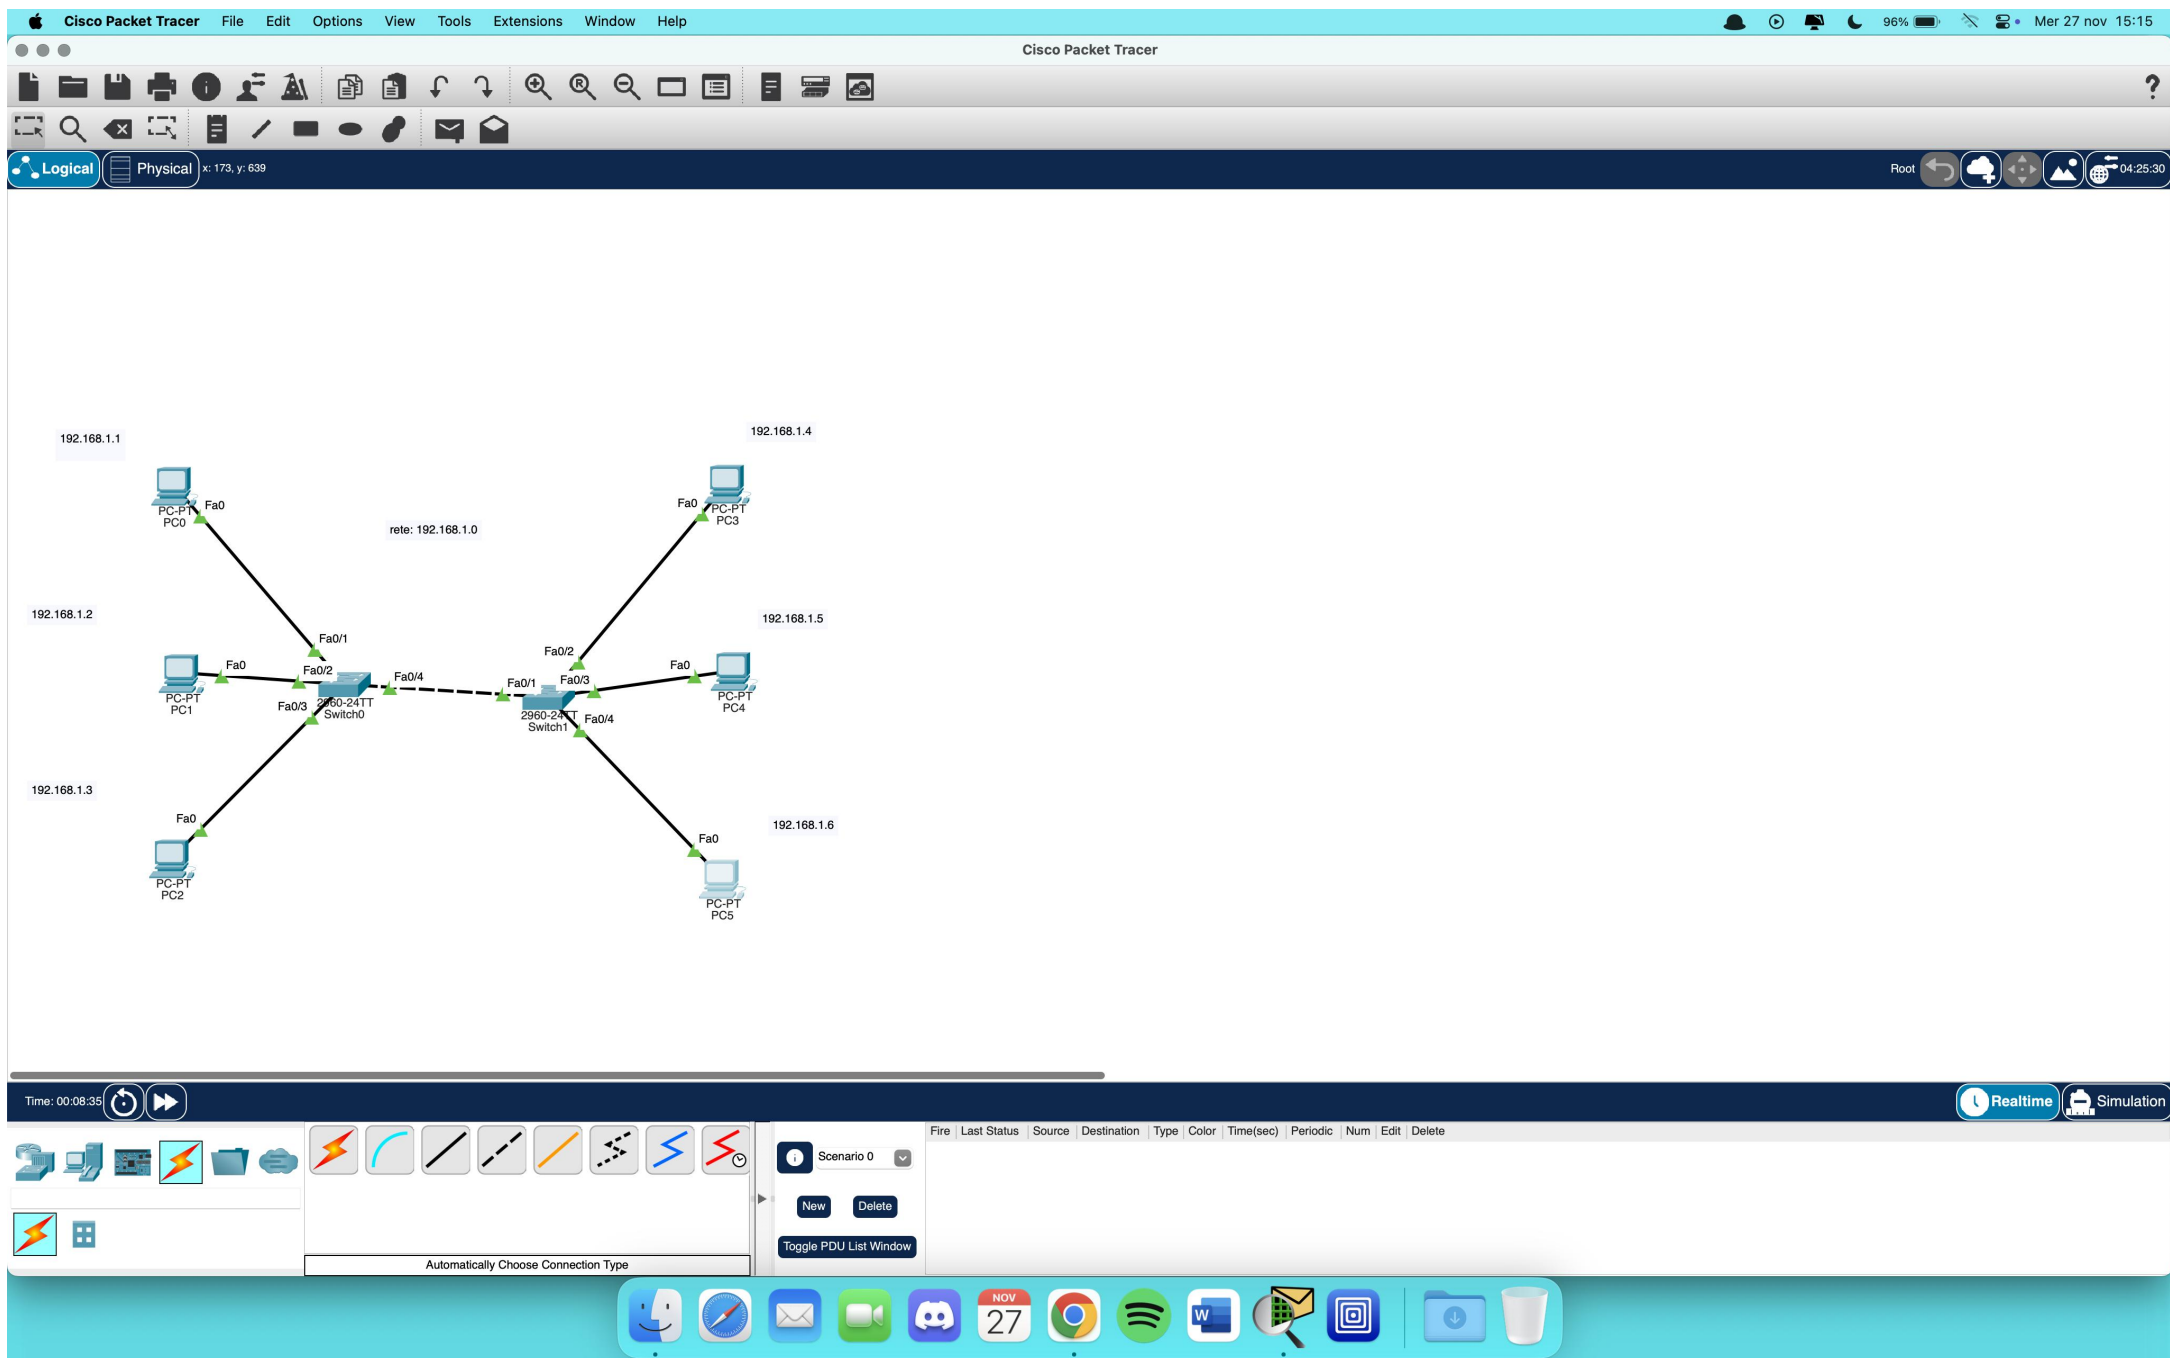 Cisco Packet Tracer File Edit Options View Tools Extensions Window Help 96% Mer 27 nov 15:15
Cisco Packet Tracer
?
Logical Physical x: 173, y: 639 Root 04:25:30
192.168.1.1
192.168.1.4
Fa0
PC-PT
PC0
Fa0
PC-PT
PC3
rete: 192.168.1.0
192.168.1.2
192.168.1.5
Fa0/1
Fa0/2
Fa0
Fa0/2
Fa0/4
Fa0/1
Fa0/3
Fa0
PC-PT
PC1
Fa0/3
2960-24TT
Switch0
2960-24TT
Switch1
Fa0/4
PC-PT
PC4
192.168.1.3
Fa0
192.168.1.6
Fa0
PC-PT
PC2
PC-PT
PC5
Time: 00:08:35 Realtime Simulation
Fire Last Status Source Destination Type Color Time(sec) Periodic Num Edit Delete
Scenario 0
New Delete
Toggle PDU List Window
Automatically Choose Connection Type
NOV
27
W